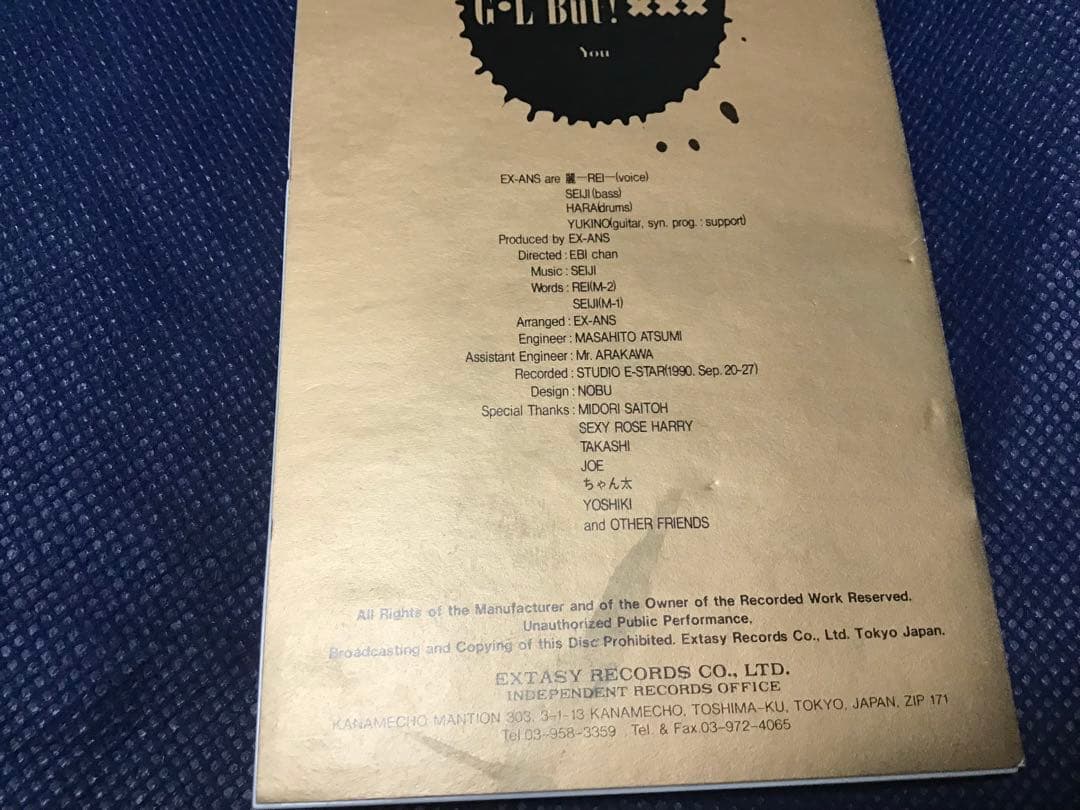 G•L But! ×××
You
EX-ANS are 麗—REI—(voice)
SEIJI(bass)
HARA(drums)
YUKINO(guitar, syn. prog. : support)
Produced by EX-ANS
Directed : EBI chan
Music : SEIJI
Words : REI(M-2)
SEIJI(M-1)
Arranged : EX-ANS
Engineer : MASAHITO ATSUMI
Assistant Engineer : Mr. ARAKAWA
Recorded : STUDIO E-STAR(1990. Sep. 20-27)
Design : NOBU
Special Thanks : MIDORI SAITOH
SEXY ROSE HARRY
TAKASHI
JOE
ちゃん太
YOSHIKI
and OTHER FRIENDS
All Rights of the Manufacturer and of the Owner of the Recorded Work Reserved.
Unauthorized Public Performance,
Broadcasting and Copying of this Disc Prohibited. Extasy Records Co., Ltd. Tokyo Japan.
EXTASY RECORDS CO., LTD.
INDEPENDENT RECORDS OFFICE
KANAMECHO MANTION 303, 3-1-13 KANAMECHO, TOSHIMA-KU, TOKYO, JAPAN, ZIP 171
Tel 03-958-3359 Tel. & Fax.03-972-4065